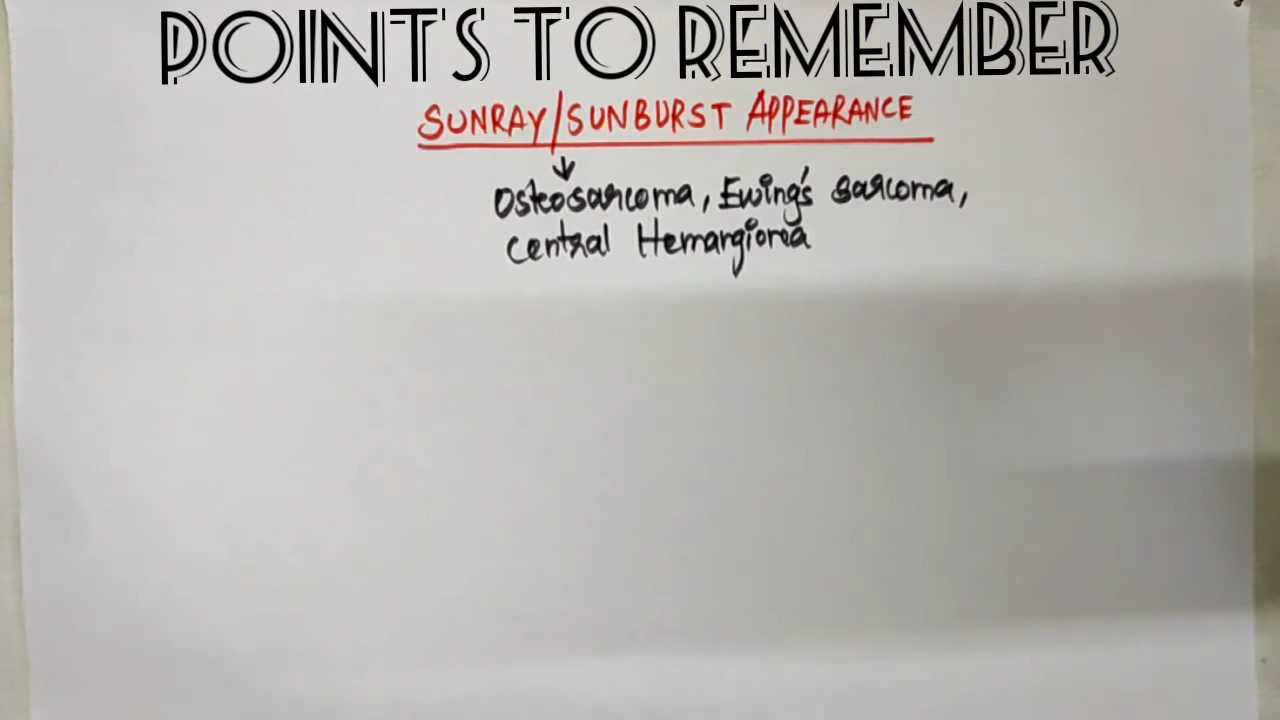 POINTS TO REMEMBER
SUNRAY/SUNBURST APPEARANCE
Osteosarcoma, Ewing's sarcoma,
Central Hemangioma